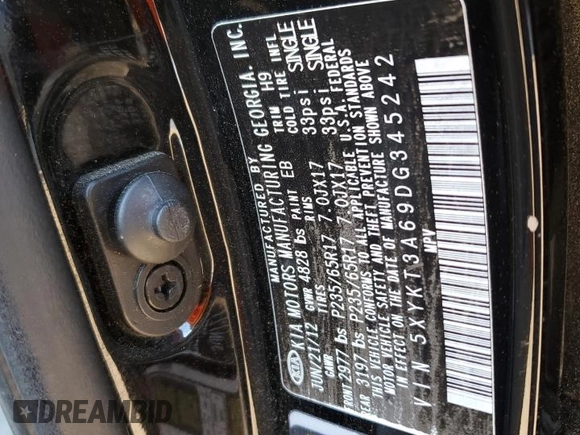 MANUFACTURED BY
KIA MOTORS MANUFACTURING GEORGIA, INC.
JUN/21/12 PAINT EB TRIM H9
GVWR 4828 lbs
GAWR TIRES RIMS COLD TIRE INFL
FRONT 2977 lbs P235/65R17 7.0JX17 33psi SINGLE
REAR 3197 lbs P235/65R17 7.0JX17 33psi SINGLE
THIS VEHICLE CONFORMS TO ALL APPLICABLE U.S.A. FEDERAL
MOTOR VEHICLE SAFETY AND THEFT PREVENTION STANDARDS
IN EFFECT ON THE DATE OF MANUFACTURE SHOWN ABOVE
MPV
VIN 5XYKT3A69DG345242
DREAMBID